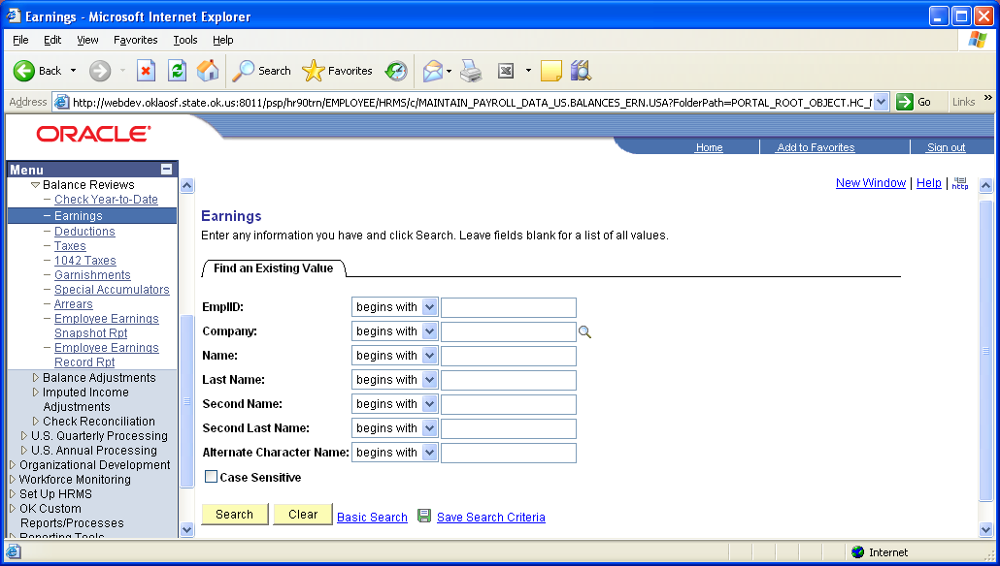 Earnings - Microsoft Internet Explorer
File Edit View Favorites Tools Help
Back Search Favorites
Address http://webdev.oklaosf.state.ok.us:8011/psp/hr90trn/EMPLOYEE/HRMS/c/MAINTAIN_PAYROLL_DATA_US.BALANCES_ERN.USA?FolderPath=PORTAL_ROOT_OBJECT.HC_ Go Links »
ORACLE®
Home Add to Favorites Sign out
Menu
Balance Reviews
– Check Year-to-Date
– Earnings
– Deductions
– Taxes
– 1042 Taxes
– Garnishments
– Special Accumulators
– Arrears
– Employee Earnings
Snapshot Rpt
– Employee Earnings
Record Rpt
Balance Adjustments
Imputed Income
Adjustments
Check Reconciliation
U.S. Quarterly Processing
U.S. Annual Processing
Organizational Development
Workforce Monitoring
Set Up HRMS
OK Custom
Reports/Processes
Reporting Tools
New Window | Help | http
Earnings
Enter any information you have and click Search. Leave fields blank for a list of all values.
Find an Existing Value
EmplID: begins with
Company: begins with
Name: begins with
Last Name: begins with
Second Name: begins with
Second Last Name: begins with
Alternate Character Name: begins with
Case Sensitive
Search Clear Basic Search Save Search Criteria
Internet